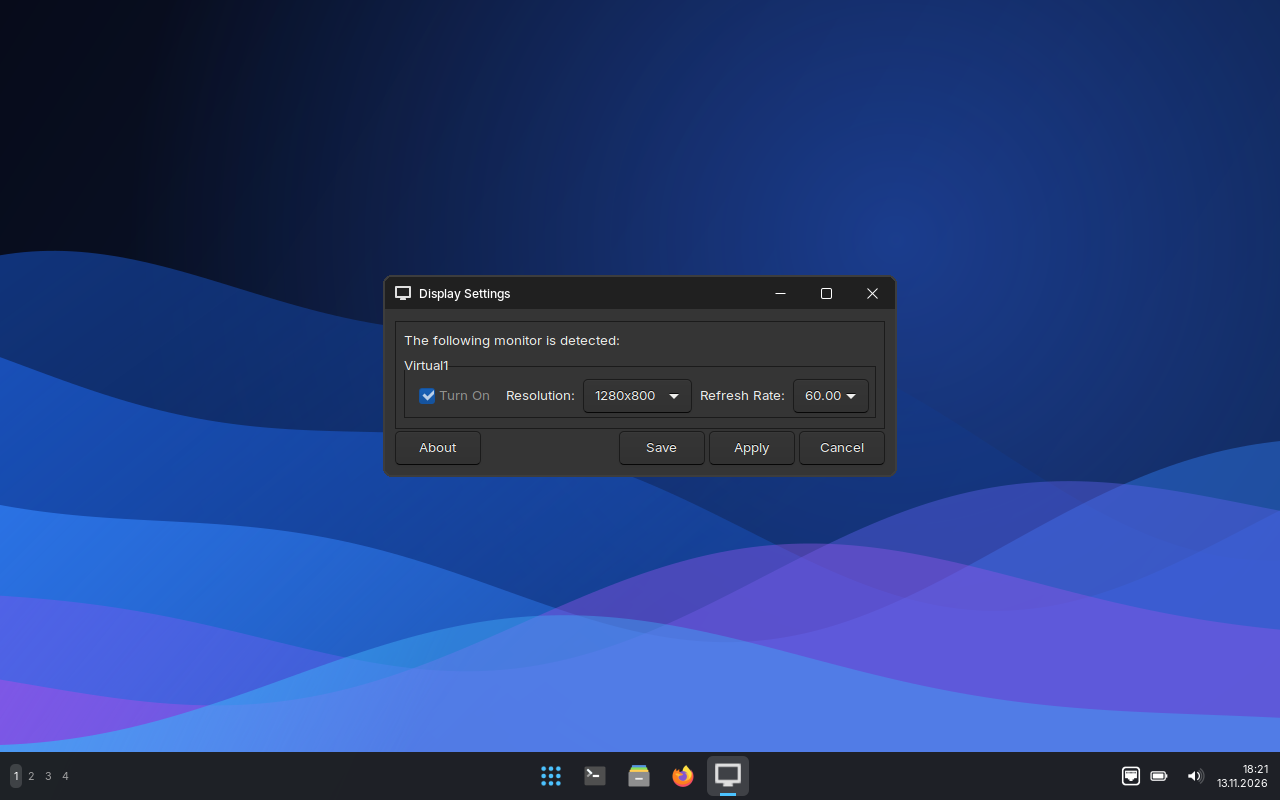 Display Settings
The following monitor is detected:
Virtual1
Turn On Resolution: 1280x800 Refresh Rate: 60.00
About Save Apply Cancel
1 2 3 4
18:21
13.11.2026